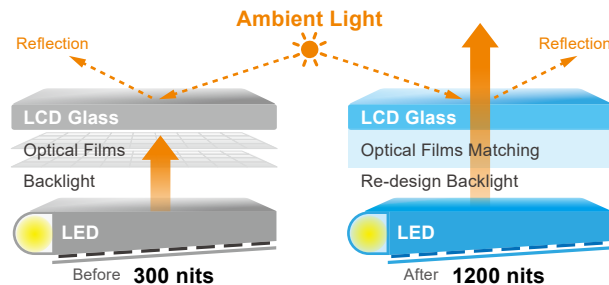 Ambient Light
Reflection
Reflection
LCD Glass
Optical Films
Backlight
LED
Before 300 nits
LCD Glass
Optical Films Matching
Re-design Backlight
LED
After 1200 nits